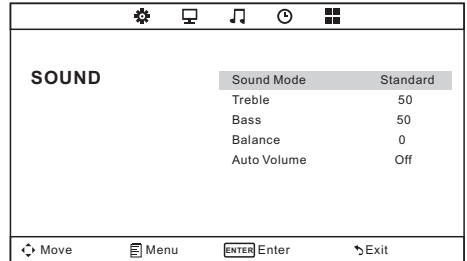 SOUND
Sound Mode Standard
Treble 50
Bass 50
Balance 0
Auto Volume Off
Move Menu ENTER Enter Exit